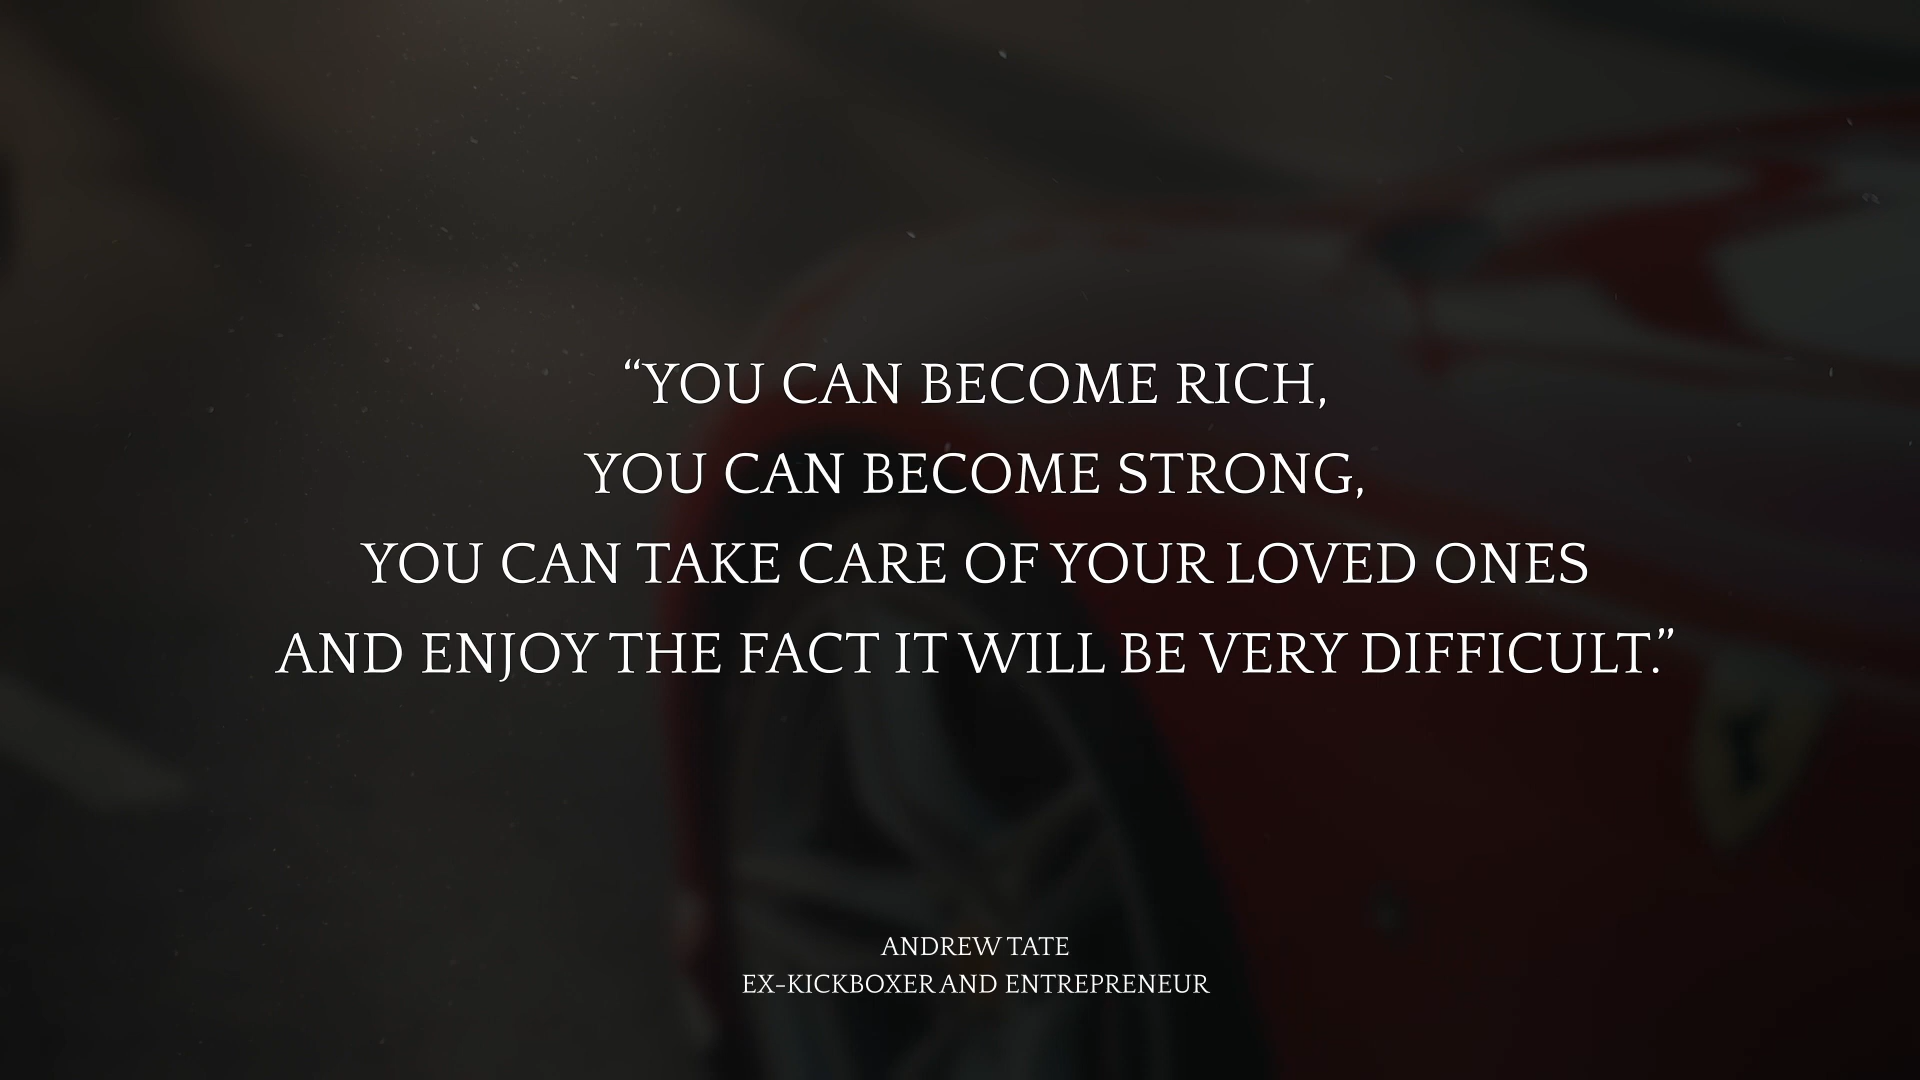 “YOU CAN BECOME RICH,
YOU CAN BECOME STRONG,
YOU CAN TAKE CARE OF YOUR LOVED ONES
AND ENJOY THE FACT IT WILL BE VERY DIFFICULT.”
ANDREW TATE
EX-KICKBOXER AND ENTREPRENEUR